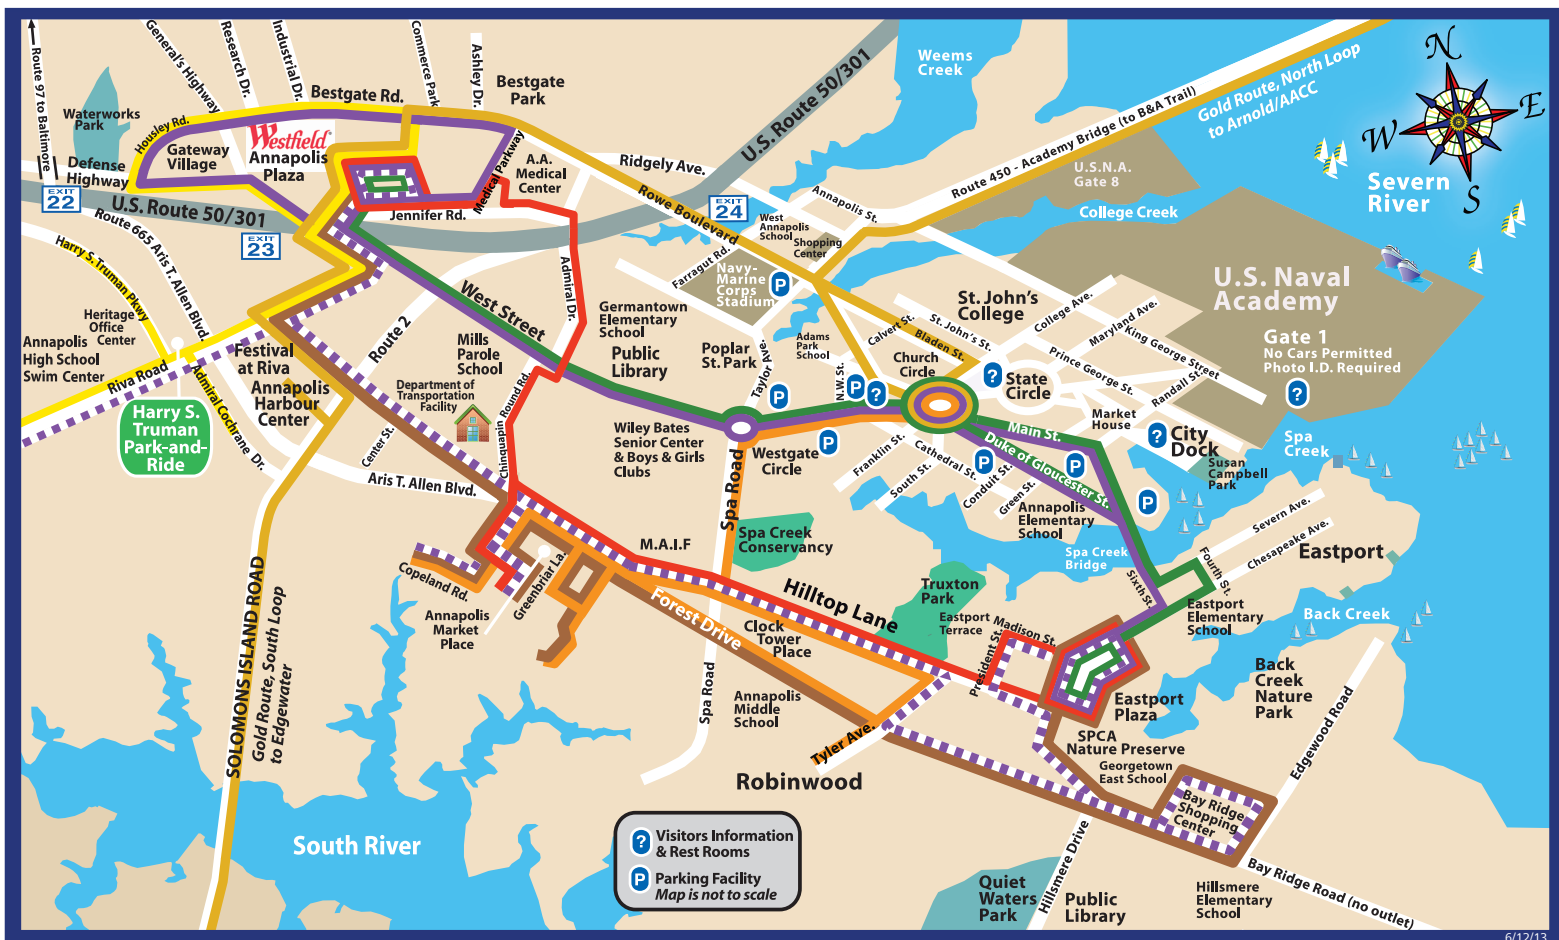 Route 97 to Baltimore
General's Highway
Research Dr.
Industrial Dr.
Commerce Park
Ashley Dr.
Bestgate
Park
Bestgate Rd.
U.S. Route 50/301
Weems
Creek
Gold Route, North Loop
to Arnold/AACC
N
E
W
S
Waterworks
Park
Housley Rd.
Westfield
Annapolis
Plaza
Gateway
Village
Defense
Highway
Medical Parkway
A.A.
Medical
Center
Ridgely Ave.
Route 450 - Academy Bridge (to B&A Trail)
U.S.N.A.
Gate 8
Severn
River
EXIT
22
U.S. Route 50/301
Jennifer Rd.
EXIT
23
EXIT
24
Rowe Boulevard
West
Annapolis
School
Annapolis St.
Shopping
Center
College Creek
Route 665 Aris T. Allen Blvd.
Harry S. Truman Pkwy
Farragut Rd.
Navy-
Marine
Corps
Stadium
P
U.S. Naval
Academy
Gate 1
No Cars Permitted
Photo I.D. Required
?
Heritage
Office
Center
Annapolis
High School
Swim Center
Riva Road
Admiral Cochrane Dr.
Harry S.
Truman
Park-and-
Ride
Festival
at Riva
Annapolis
Harbour
Center
Route 2
West Street
Admiral Dr.
Mills
Parole
School
Germantown
Elementary
School
Public
Library
Department of
Transportation
Facility
Chinquapin Round Rd.
Poplar
St. Park
Taylor Ave.
Adams
Park
School
N.W. St.
Calvert St.
Bladen St.
St. John's St.
St. John's
College
College Ave.
Maryland Ave.
King George Street
Prince George St.
Randall St.
Church
Circle
?
State
Circle
P
P
?
Market
House
?
City
Dock
Susan
Campbell
Park
Spa
Creek
Center St.
Aris T. Allen Blvd.
Wiley Bates
Senior Center
& Boys & Girls
Clubs
Westgate
Circle
P
Spa Road
Franklin St.
South St.
Cathedral St.
Conduit St.
Green St.
Main St.
Duke of Gloucester St.
P
P
P
Annapolis
Elementary
School
Spa Creek
Bridge
Severn Ave.
Chesapeake Ave.
Eastport
Fourth St.
Sixth St.
Eastport
Elementary
School
Back Creek
Spa Creek
Conservancy
M.A.I.F
Hilltop Lane
Truxton
Park
Eastport
Terrace
Madison St.
President St.
Copeland Rd.
Greenbriar La.
Annapolis
Market
Place
Forest Drive
Clock
Tower
Place
Spa Road
Annapolis
Middle
School
Tyler Ave.
Robinwood
Eastport
Plaza
SPCA
Nature Preserve
Georgetown
East School
Back
Creek
Nature
Park
Edgewood Road
Bay Ridge
Shopping
Center
Bay Ridge Road (no outlet)
Hillsmere Drive
Hillsmere
Elementary
School
Quiet
Waters
Park
Public
Library
SOLOMONS ISLAND ROAD
Gold Route, South Loop
to Edgewater
South River
? Visitors Information
& Rest Rooms
P Parking Facility
Map is not to scale
6/12/13